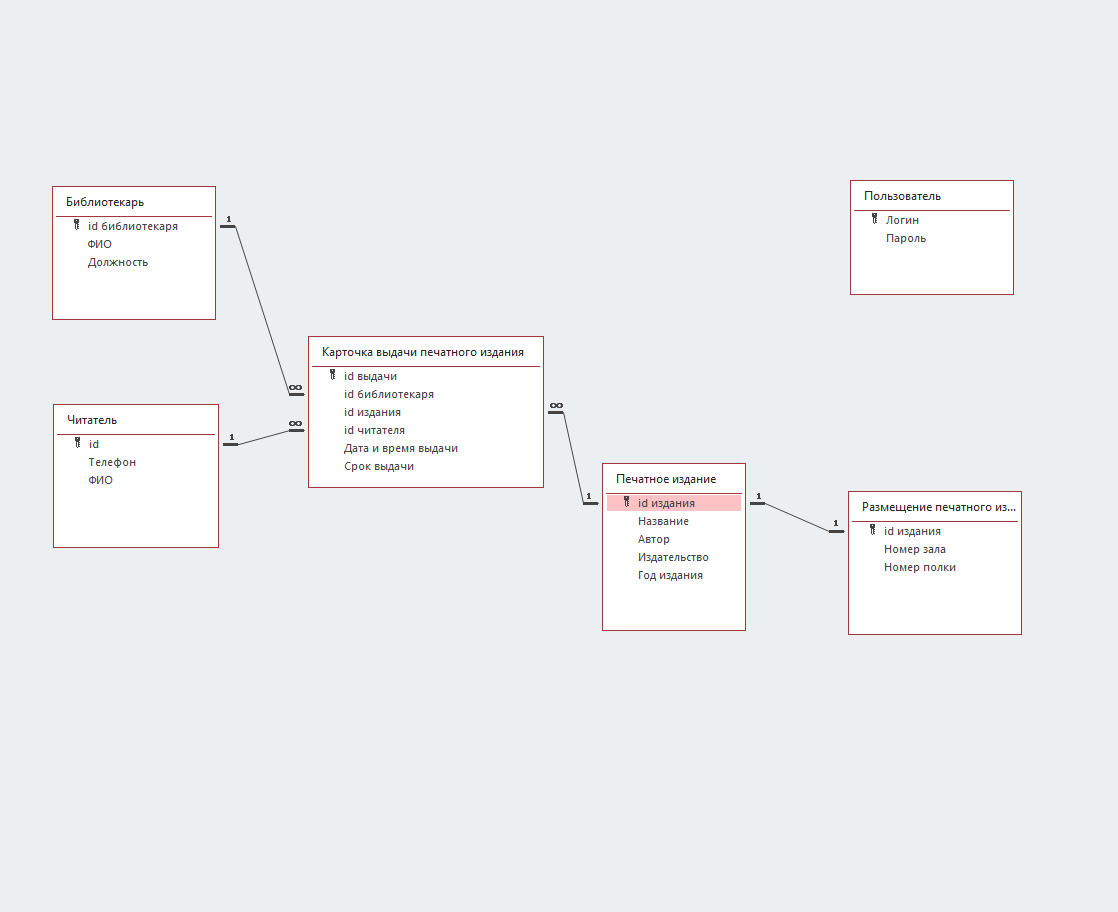 Библиотекарь
id библиотекаря
ФИО
Должность
1
∞
Читатель
id
Телефон
ФИО
1
∞
Карточка выдачи печатного издания
id выдачи
id библиотекаря
id издания
id читателя
Дата и время выдачи
Срок выдачи
∞
1
Печатное издание
id издания
Название
Автор
Издательство
Год издания
1
1
Размещение печатного из...
id издания
Номер зала
Номер полки
Пользователь
Логин
Пароль